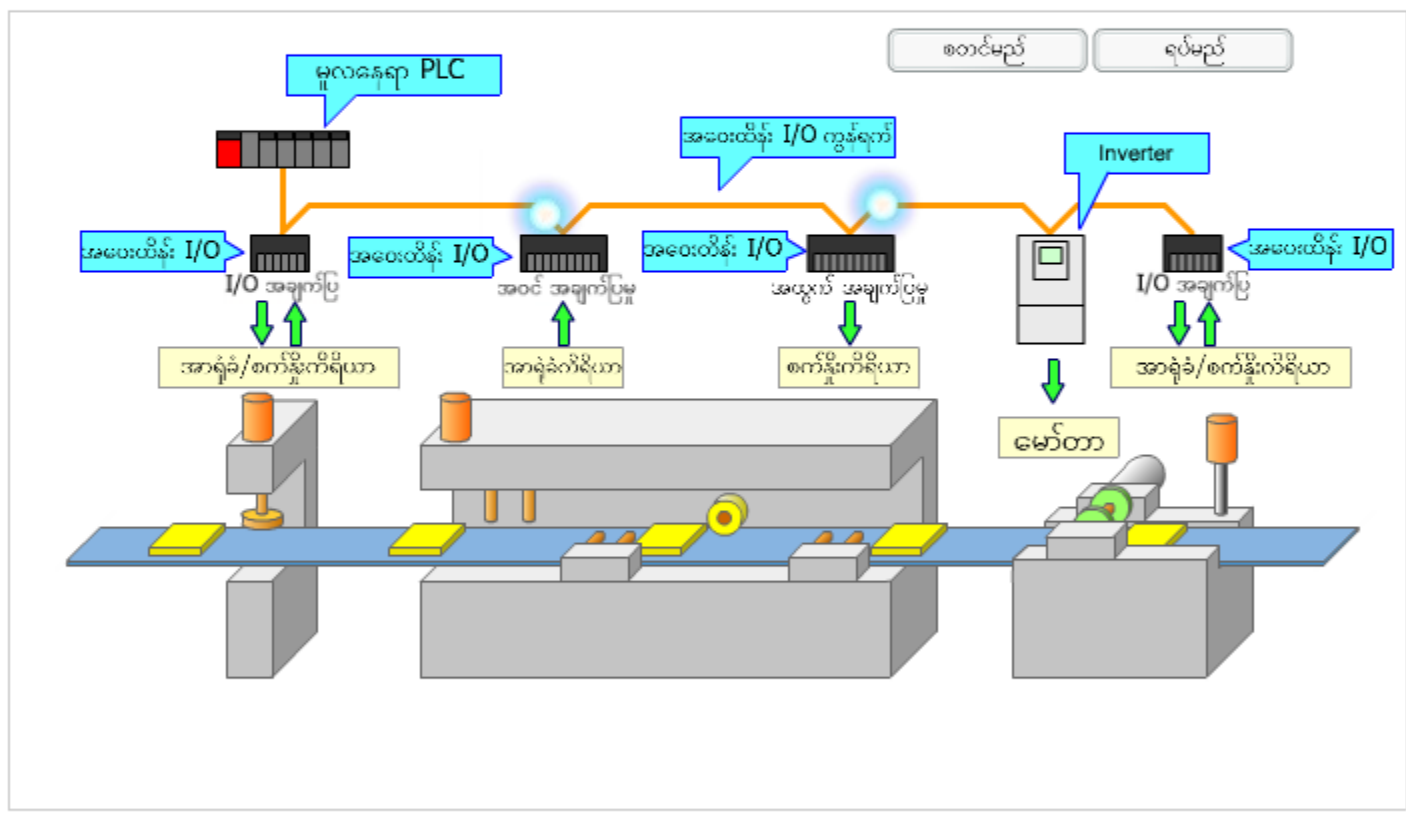 စတင်မည်
ရပ်မည်
မူလနေရာ PLC
အဝေးထိန်း I/O ကွန်ရက်
Inverter
အဝေးထိန်း I/O
အဝေးထိန်း I/O
အဝေးထိန်း I/O
အဝေးထိန်း I/O
I/O အချက်ပြ
အဝင် အချက်ပြမှု
အထွက် အချက်ပြမှု
I/O အချက်ပြ
အာရုံခံ/စက်နှိုးကိရိယာ
အာရုံခံကိရိယာ
စက်နှိုးကိရိယာ
အာရုံခံ/စက်နှိုးကိရိယာ
မော်တာ